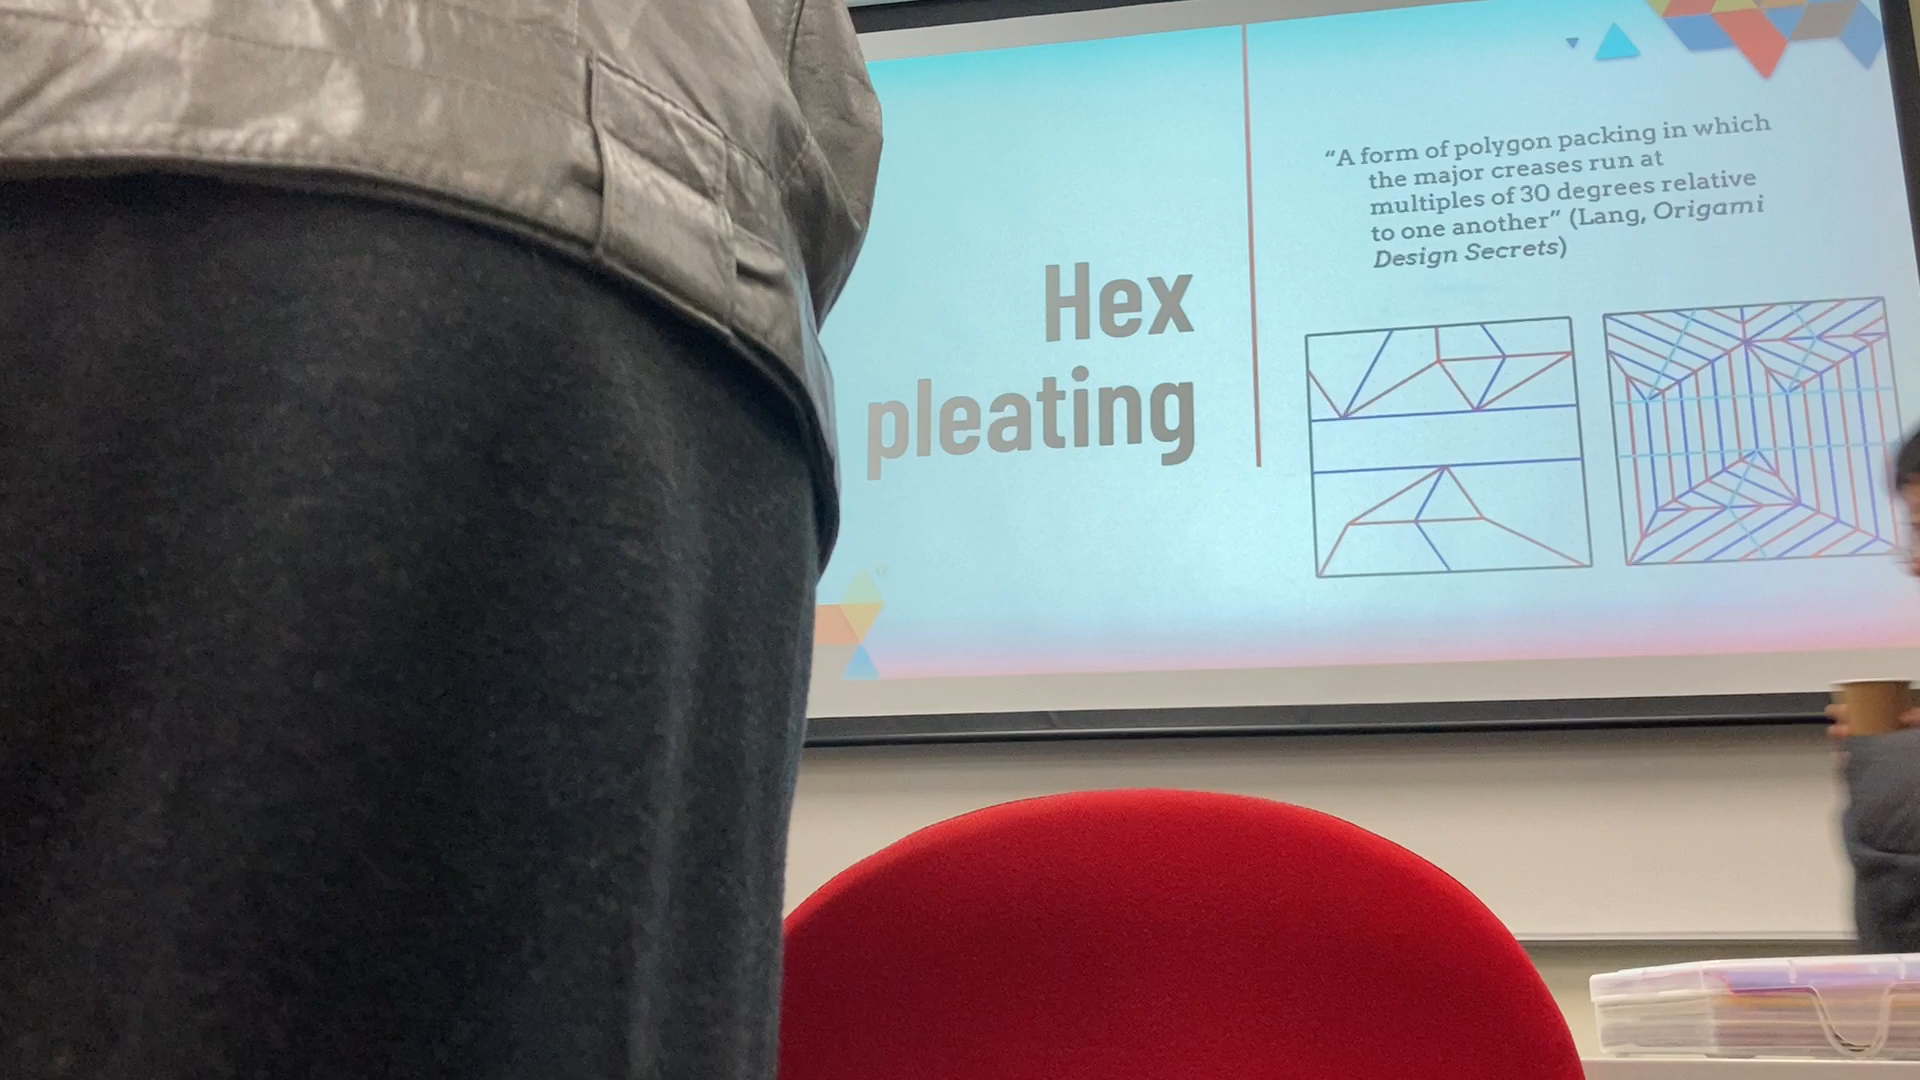 Hex
pleating
“A form of polygon packing in which
the major creases run at
multiples of 30 degrees relative
to one another” (Lang, Origami
Design Secrets)